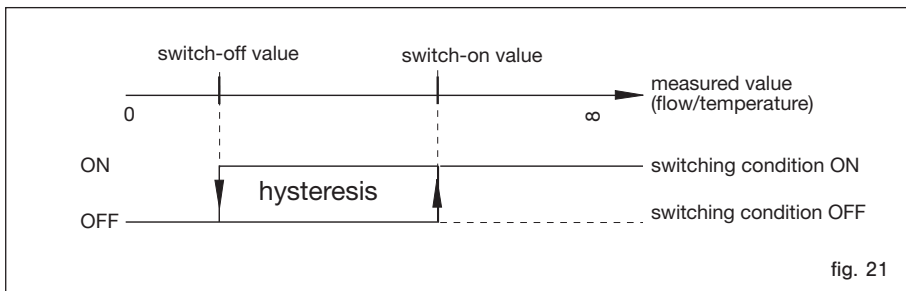 switch-off value
switch-on value
measured value
(flow/temperature)
0
∞
ON
switching condition ON
hysteresis
OFF
switching condition OFF
fig. 21